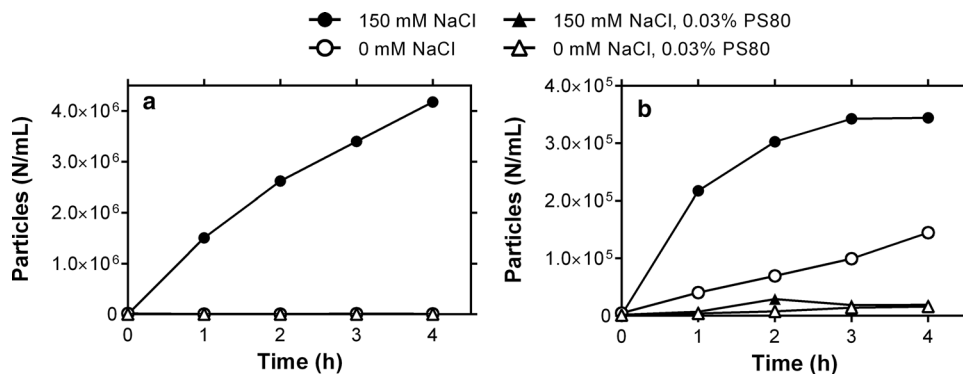 150 mM NaCl
150 mM NaCl, 0.03% PS80
0 mM NaCl
0 mM NaCl, 0.03% PS80
a
Particles (N/mL)
4.0×10⁶
3.0×10⁶
2.0×10⁶
1.0×10⁶
0
0 1 2 3 4
Time (h)
b
Particles (N/mL)
4.0×10⁵
3.0×10⁵
2.0×10⁵
1.0×10⁵
0
0 1 2 3 4
Time (h)